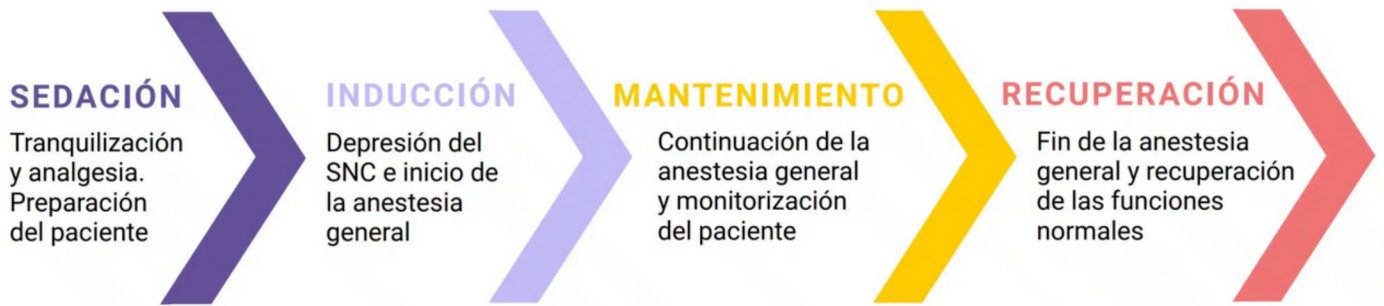 SEDACIÓN
Tranquilización
y analgesia.
Preparación
del paciente
INDUCCIÓN
Depresión del
SNC e inicio de
la anestesia
general
MANTENIMIENTO
Continuación de la
anestesia general
y monitorización
del paciente
RECUPERACIÓN
Fin de la anestesia
general y recuperación
de las funciones
normales